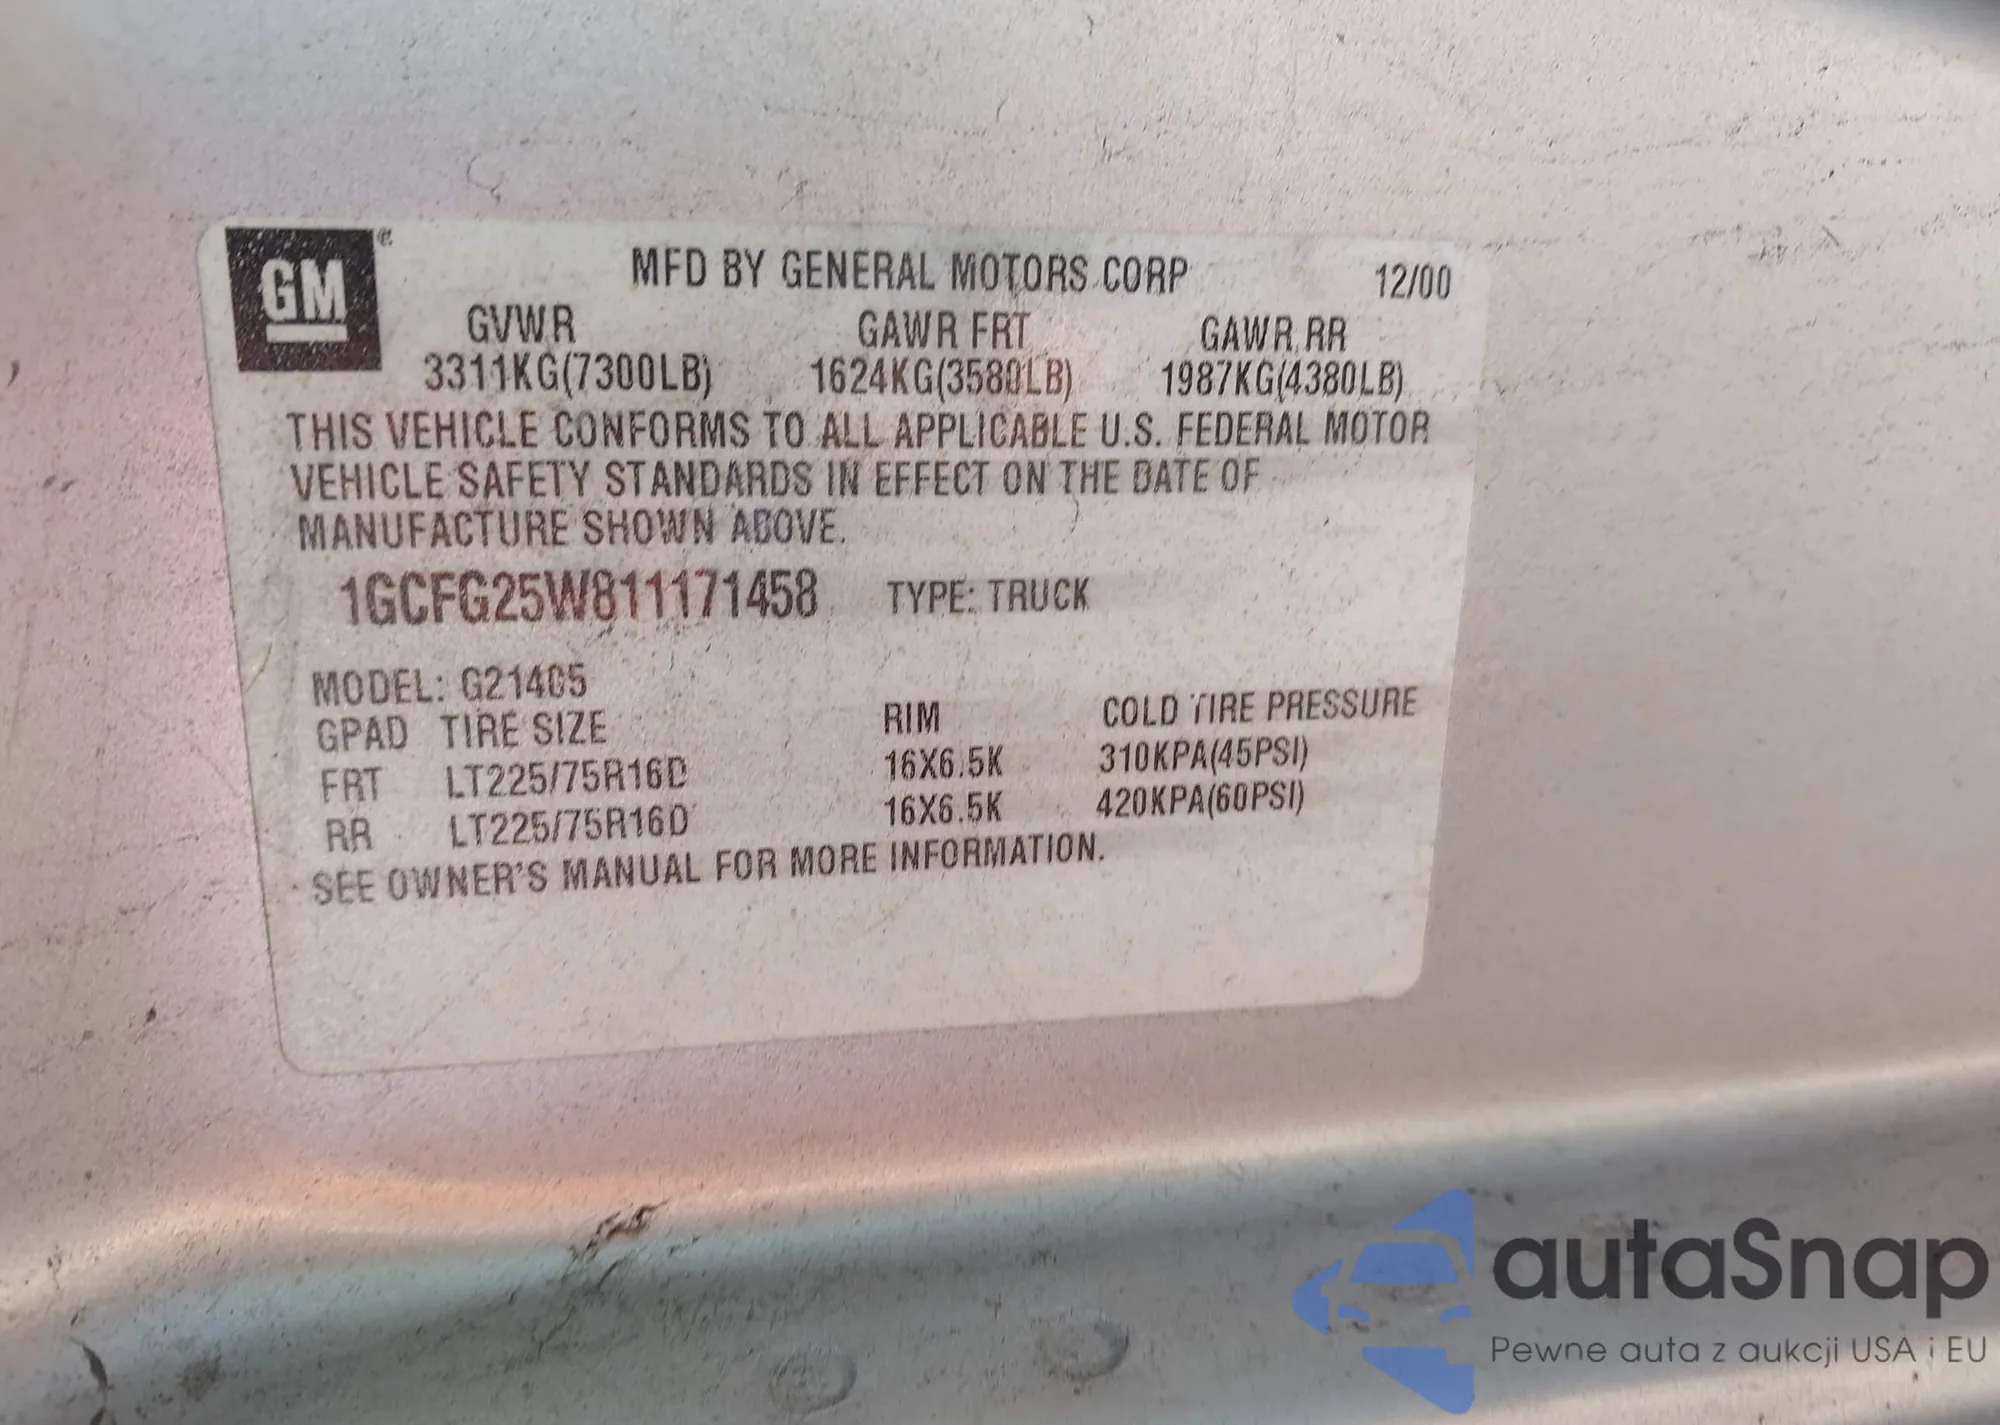 GM
MFD BY GENERAL MOTORS CORP 12/00
GVWR GAWR FRT GAWR RR
3311KG(7300LB) 1624KG(3580LB) 1987KG(4380LB)
THIS VEHICLE CONFORMS TO ALL APPLICABLE U.S. FEDERAL MOTOR
VEHICLE SAFETY STANDARDS IN EFFECT ON THE DATE OF
MANUFACTURE SHOWN ABOVE.
1GCFG25W811171458 TYPE: TRUCK
MODEL: G21405
GPAD TIRE SIZE RIM COLD TIRE PRESSURE
FRT LT225/75R16D 16X6.5K 310KPA(45PSI)
RR LT225/75R16D 16X6.5K 420KPA(60PSI)
SEE OWNER'S MANUAL FOR MORE INFORMATION.
autaSnap
Pewne auta z aukcji USA i EU